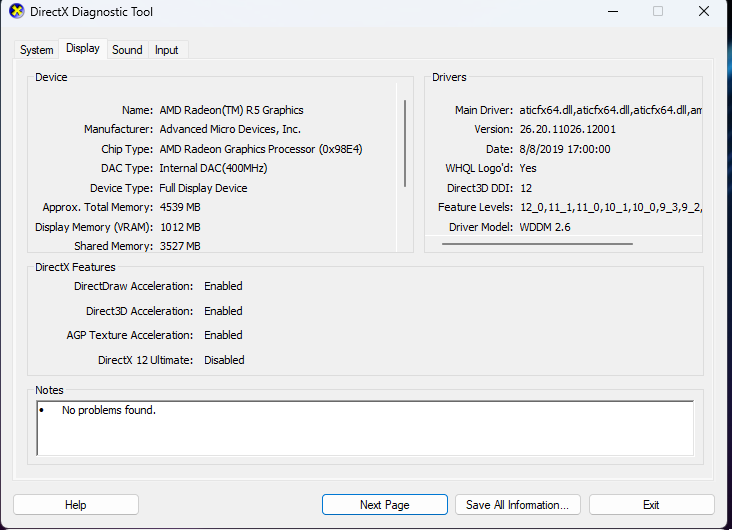 DirectX Diagnostic Tool
System Display Sound Input
Device
Name: AMD Radeon(TM) R5 Graphics
Manufacturer: Advanced Micro Devices, Inc.
Chip Type: AMD Radeon Graphics Processor (0x98E4)
DAC Type: Internal DAC(400MHz)
Device Type: Full Display Device
Approx. Total Memory: 4539 MB
Display Memory (VRAM): 1012 MB
Shared Memory: 3527 MB
Drivers
Main Driver: aticfx64.dll,aticfx64.dll,aticfx64.dll,am
Version: 26.20.11026.12001
Date: 8/8/2019 17:00:00
WHQL Logo'd: Yes
Direct3D DDI: 12
Feature Levels: 12_0,11_1,11_0,10_1,10_0,9_3,9_2,
Driver Model: WDDM 2.6
DirectX Features
DirectDraw Acceleration: Enabled
Direct3D Acceleration: Enabled
AGP Texture Acceleration: Enabled
DirectX 12 Ultimate: Disabled
Notes
• No problems found.
Help Next Page Save All Information... Exit